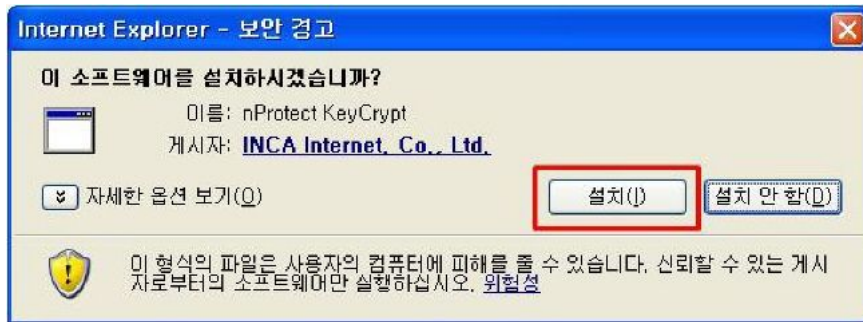 Internet Explorer - 보안 경고
이 소프트웨어를 설치하시겠습니까?
이름: nProtect KeyCrypt
게시자: INCA Internet, Co., Ltd.
자세한 옵션 보기(O)
설치(I)
설치 안 함(D)
이 형식의 파일은 사용자의 컴퓨터에 피해를 줄 수 있습니다. 신뢰할 수 있는 게시
자로부터의 소프트웨어만 실행하십시오. 위험성